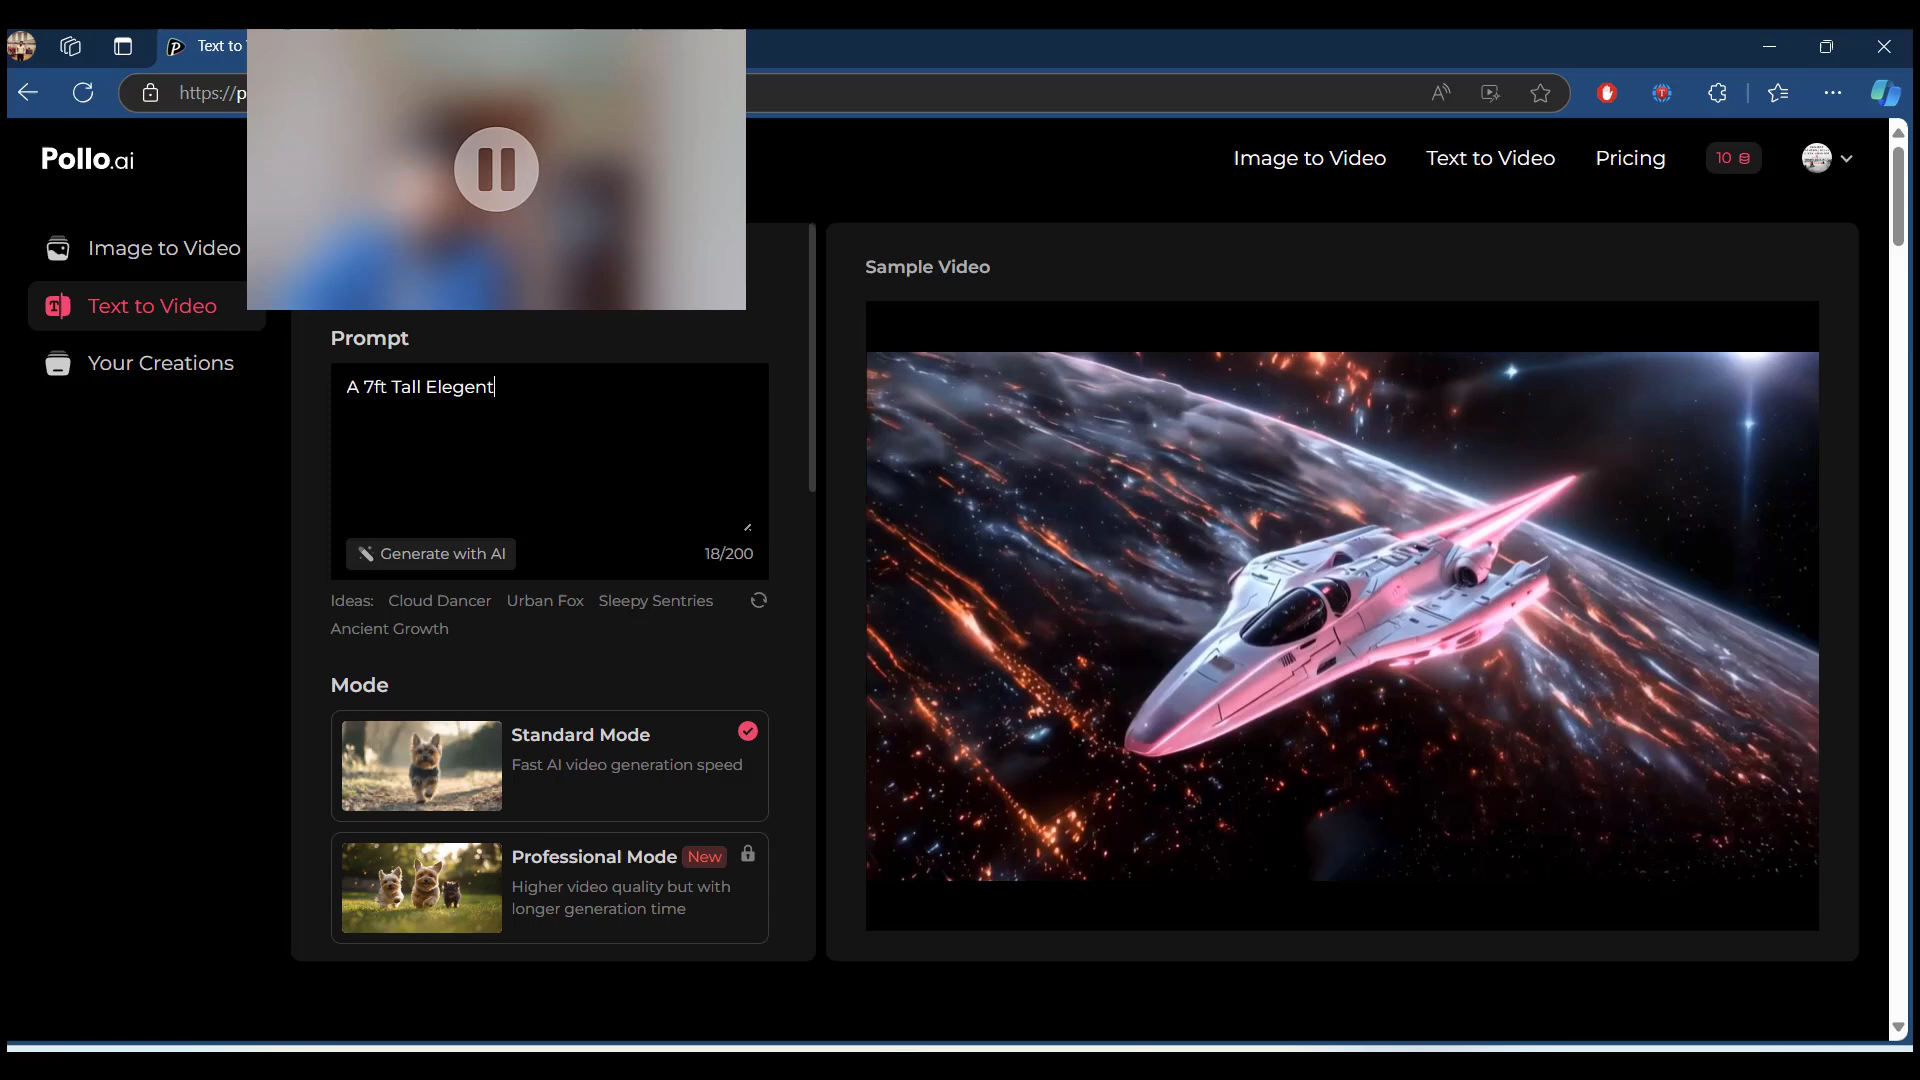 Text to
https://p
Pollo.ai
Image to Video
Text to Video
Pricing
10
Image to Video
Text to Video
Your Creations
Prompt
A 7ft Tall Elegent
Generate with AI
18/200
Ideas: Cloud Dancer Urban Fox Sleepy Sentries
Ancient Growth
Mode
Standard Mode
Fast AI video generation speed
Professional Mode New
Higher video quality but with
longer generation time
Sample Video